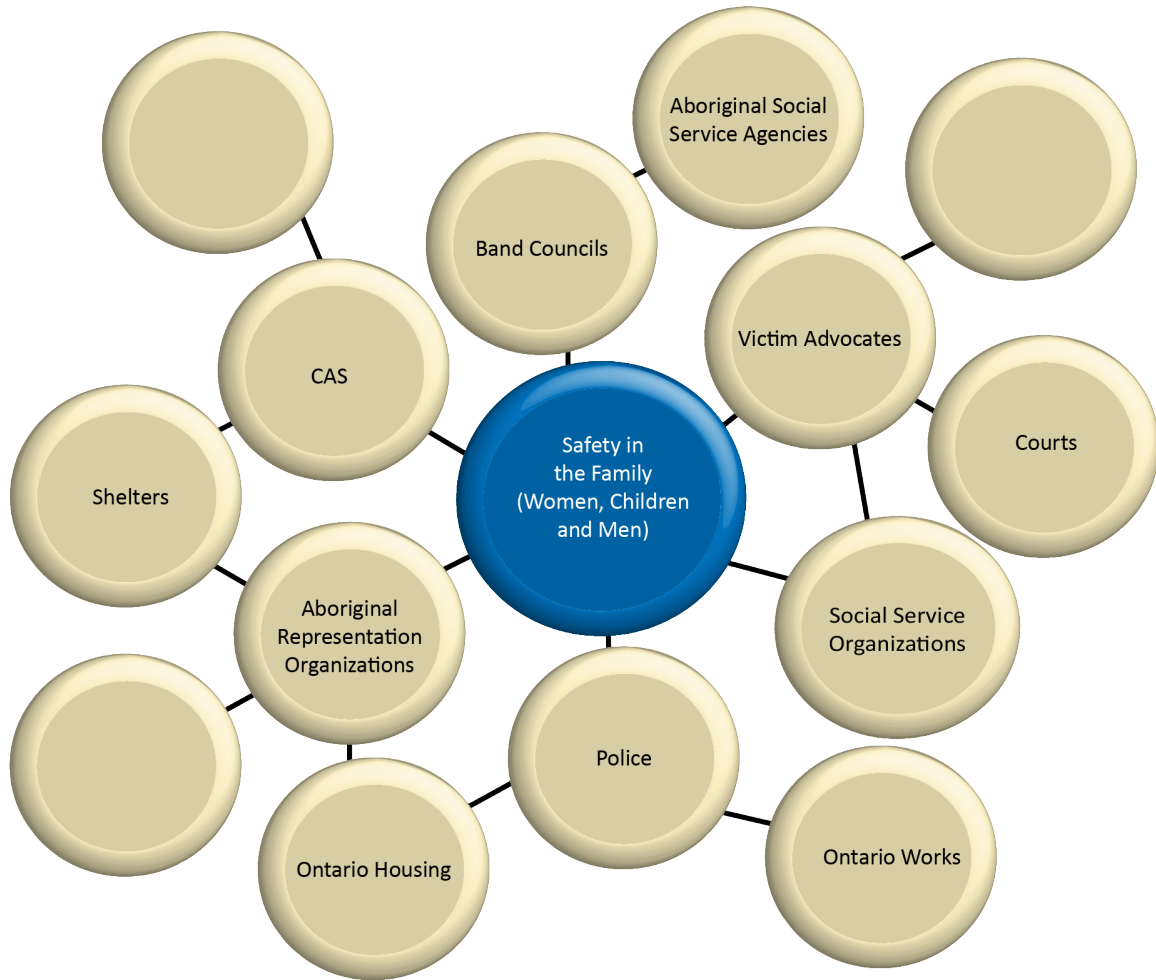 Aboriginal Social
Service Agencies
Band Councils
Victim Advocates
CAS
Courts
Safety in
the Family
(Women, Children
and Men)
Shelters
Aboriginal
Representation
Organizations
Social Service
Organizations
Police
Ontario Housing
Ontario Works